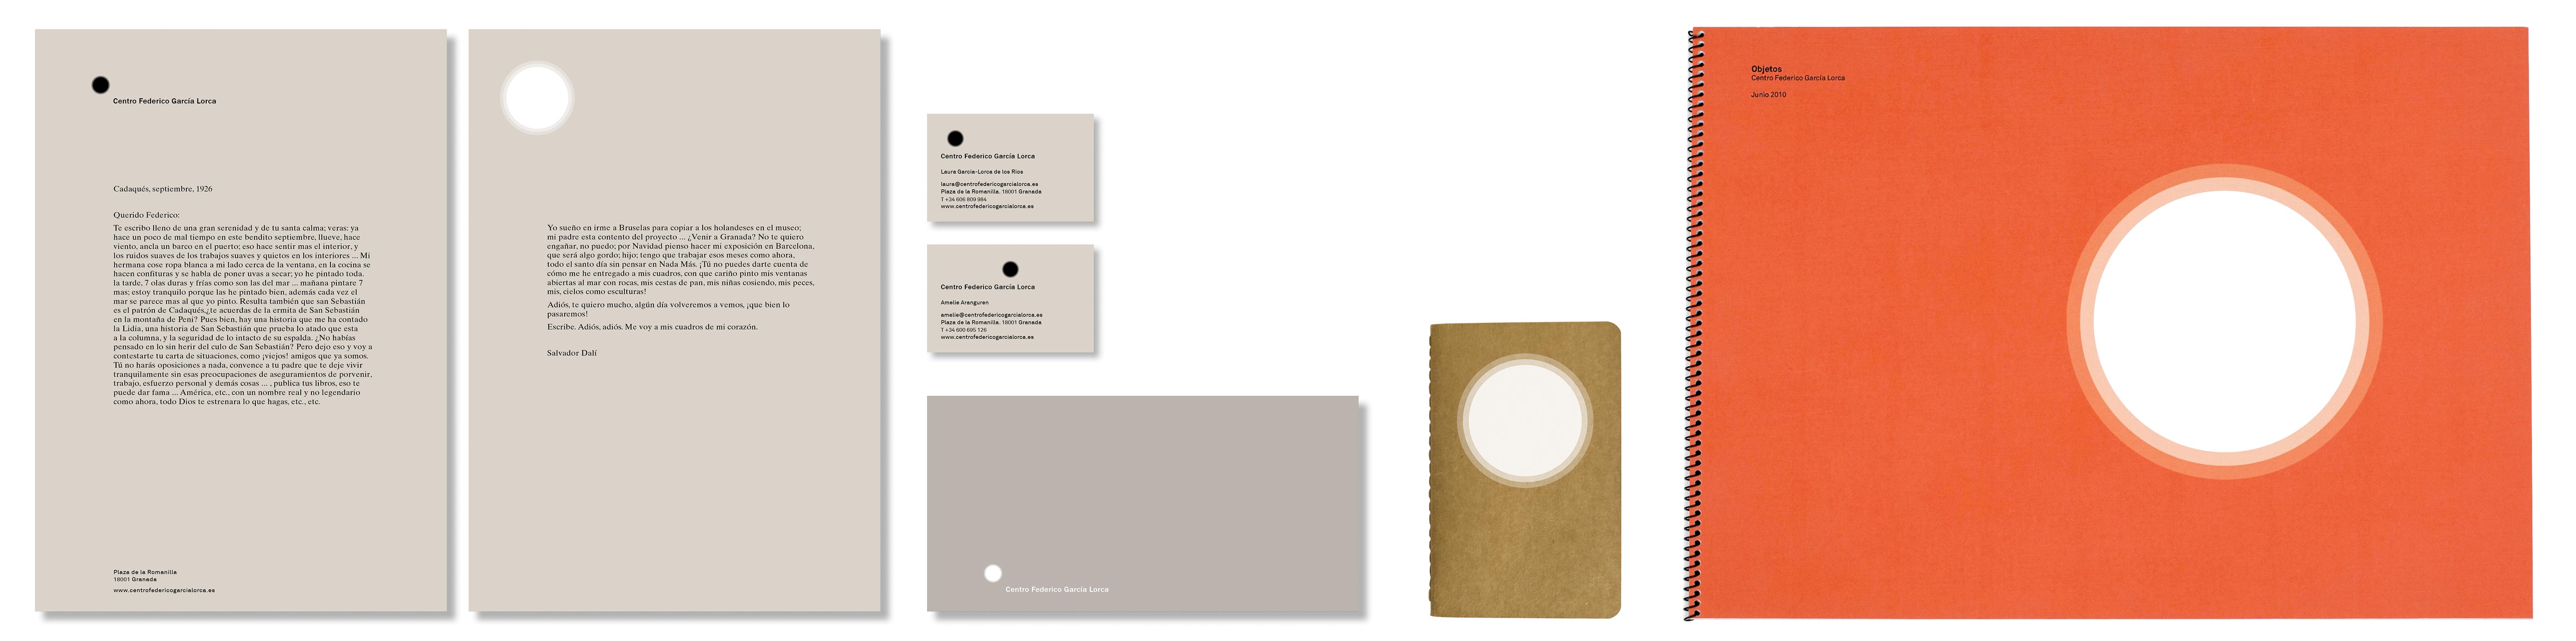 Centro Federico García Lorca
Cadaqués, septiembre, 1926
Querido Federico:
Te escribo lleno de una gran serenidad y de tu santa calma; veras: ya
hace un poco de mal tiempo en este bendito septiembre, llueve, hace
viento, ancla un barco en el puerto; eso hace sentir mas el interior, y
los ruidos suaves de los trabajos suaves y quietos en los interiores ... Mi
hermana cose ropa blanca a mi lado cerca de la ventana, en la cocina se
hacen confituras y se habla de poner uvas a secar; yo he pintado toda.
la tarde, 7 olas duras y frías como son las del mar ... mañana pintare 7
mas; estoy tranquilo porque las he pintado bien, además cada vez el
mar se parece mas al que yo pinto. Resulta también que san Sebastián
es el patrón de Cadaqués,¿te acuerdas de la ermita de San Sebastián
en la montaña de Peni? Pues bien, hay una historia que me ha contado
la Lidia, una historia de San Sebastián que prueba lo atado que esta
a la columna, y la seguridad de lo intacto de su espalda. ¿No habías
pensado en lo sin herir del culo de San Sebastián? Pero dejo eso y voy a
contestarte tu carta de situaciones, como ¡viejos! amigos que ya somos.
Tú no harás oposiciones a nada, convence a tu padre que te deje vivir
tranquilamente sin esas preocupaciones de aseguramientos de porvenir,
trabajo, esfuerzo personal y demás cosas ... , publica tus libros, eso te
puede dar fama ... América, etc., con un nombre real y no legendario
como ahora, todo Dios te estrenara lo que hagas, etc., etc.
Plaza de la Romanilla
18001 Granada
www.centrofedericogarcialorca.es
Yo sueño en irme a Bruselas para copiar a los holandeses en el museo;
mi padre esta contento del proyecto ... ¿Venir a Granada? No te quiero
engañar, no puedo; por Navidad pienso hacer mi exposición en Barcelona,
que será algo gordo; hijo; tengo que trabajar esos meses como ahora,
todo el santo día sin pensar en Nada Más. ¡Tú no puedes darte cuenta de
cómo me he entregado a mis cuadros, con que cariño pinto mis ventanas
abiertas al mar con rocas, mis cestas de pan, mis niñas cosiendo, mis peces,
mis, cielos como esculturas!
Adiós, te quiero mucho, algún día volveremos a vemos, ¡que bien lo
pasaremos!
Escribe. Adiós, adiós. Me voy a mis cuadros de mi corazón.
Salvador Dalí
Centro Federico García Lorca
Laura García-Lorca de los Ríos
laura@centrofedericogarcialorca.es
Plaza de la Romanilla. 18001 Granada
T +34 606 809 984
www.centrofedericogarcialorca.es
Centro Federico García Lorca
Amelie Aranguren
amelie@centrofedericogarcialorca.es
Plaza de la Romanilla. 18001 Granada
T +34 600 695 126
www.centrofedericogarcialorca.es
Centro Federico García Lorca
Objetos
Centro Federico García Lorca
Junio 2010